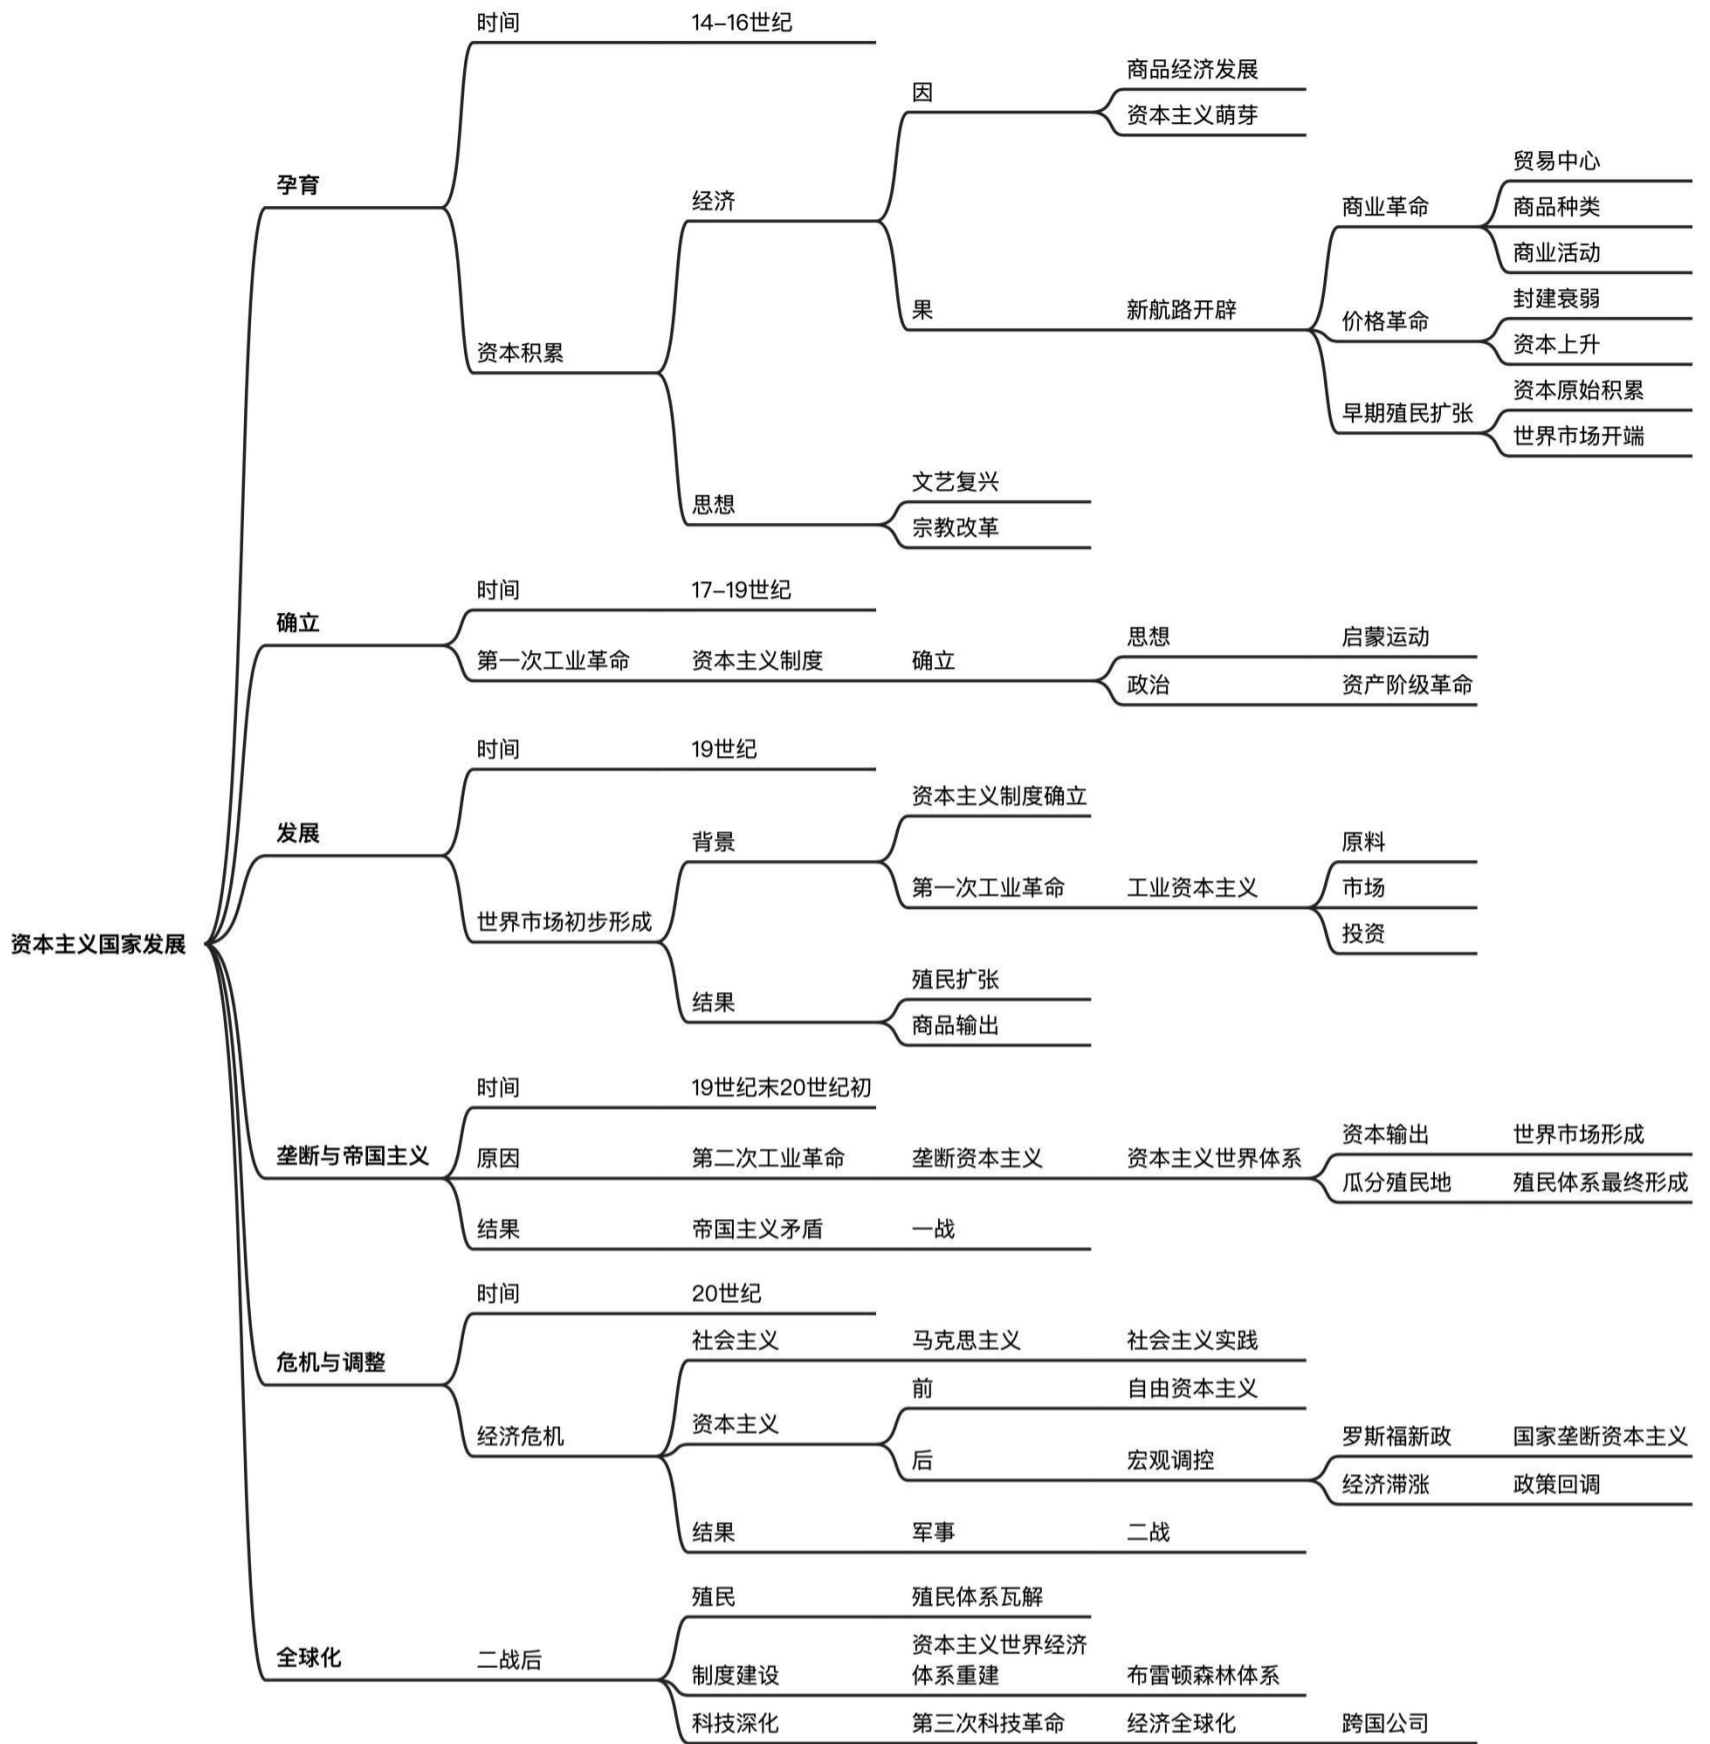 资本主义国家发展
孕育
时间
14–16世纪
资本积累
经济
因
商品经济发展
资本主义萌芽
果
新航路开辟
商业革命
贸易中心
商品种类
商业活动
价格革命
封建衰弱
资本上升
早期殖民扩张
资本原始积累
世界市场开端
思想
文艺复兴
宗教改革
确立
时间
17–19世纪
第一次工业革命
资本主义制度
确立
思想
启蒙运动
政治
资产阶级革命
发展
时间
19世纪
世界市场初步形成
背景
资本主义制度确立
第一次工业革命
工业资本主义
原料
市场
投资
结果
殖民扩张
商品输出
垄断与帝国主义
时间
19世纪末20世纪初
原因
第二次工业革命
垄断资本主义
资本主义世界体系
资本输出
世界市场形成
瓜分殖民地
殖民体系最终形成
结果
帝国主义矛盾
一战
危机与调整
时间
20世纪
经济危机
社会主义
马克思主义
社会主义实践
资本主义
前
自由资本主义
后
宏观调控
罗斯福新政
国家垄断资本主义
经济滞涨
政策回调
结果
军事
二战
全球化
二战后
殖民
殖民体系瓦解
制度建设
资本主义世界经济
体系重建
布雷顿森林体系
科技深化
第三次科技革命
经济全球化
跨国公司